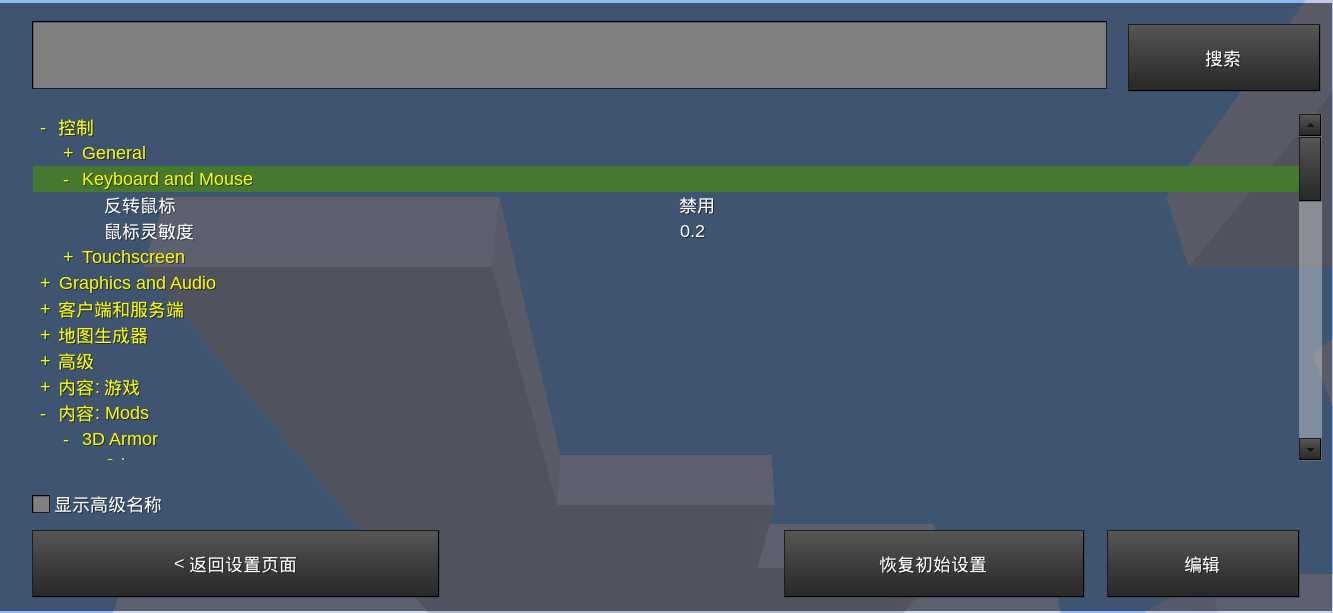 搜索
- 控制
+ General
- Keyboard and Mouse
反转鼠标 禁用
鼠标灵敏度 0.2
+ Touchscreen
+ Graphics and Audio
+ 客户端和服务端
+ 地图生成器
+ 高级
+ 内容: 游戏
- 内容: Mods
- 3D Armor
显示高级名称
< 返回设置页面 恢复初始设置 编辑